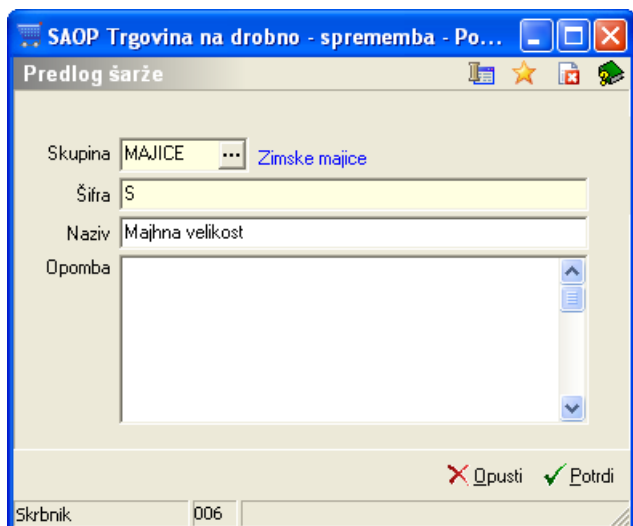 SAOP Trgovina na drobno - sprememba - Po...
Predlog šarže
Skupina MAJICE ... Zimske majice
Šifra S
Naziv Majhna velikost
Opomba
Opusti Potrdi
Skrbnik 006